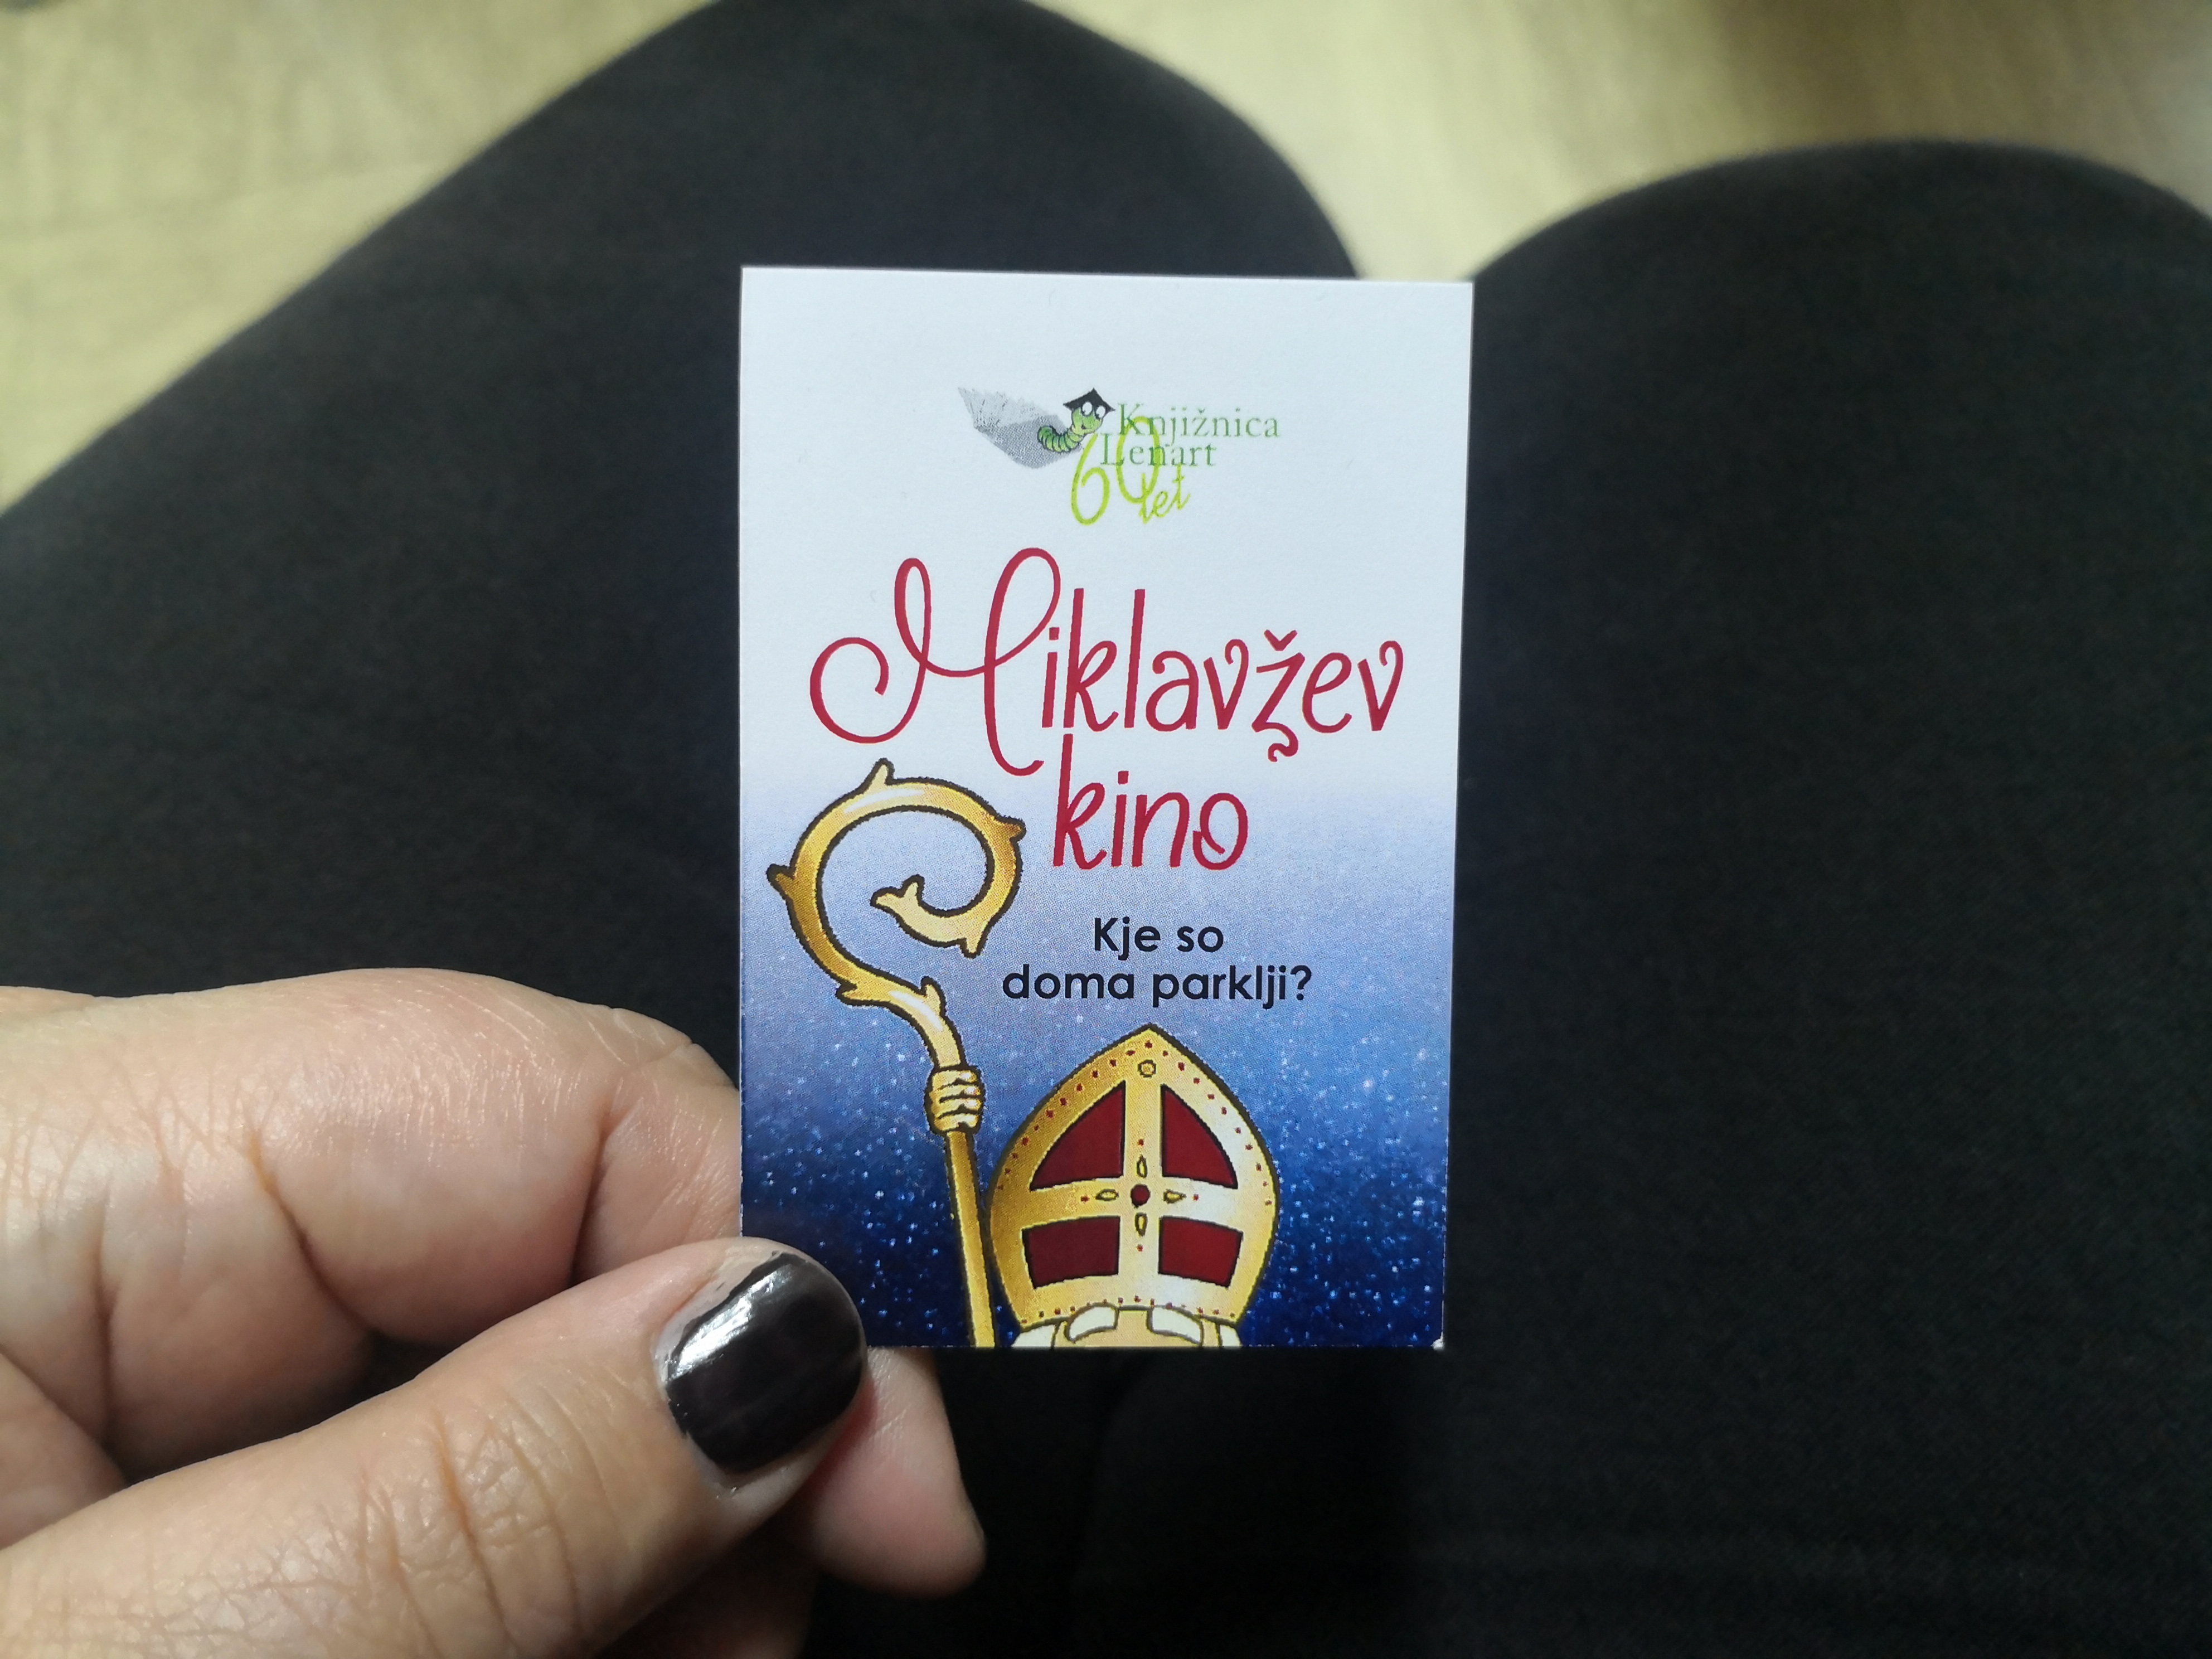 Knjižnica
Lenart
60 let
Miklavžev
kino
Kje so
doma parklji?